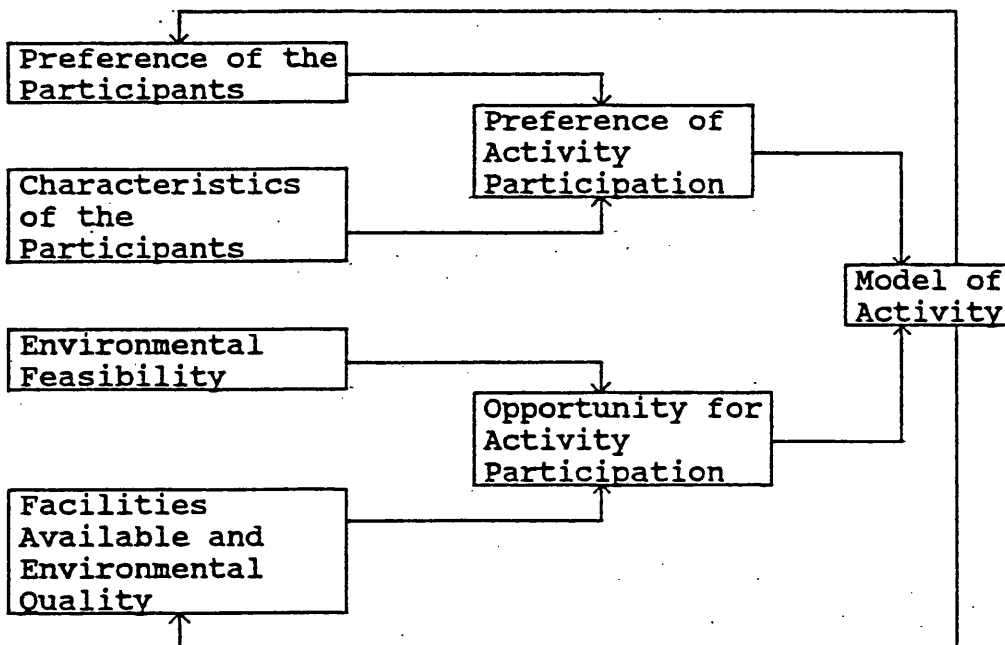 Preference of the
Participants
Preference of
Activity
Participation
Characteristics
of the
Participants
Model of
Activity
Environmental
Feasibility
Opportunity for
Activity
Participation
Facilities
Available and
Environmental
Quality